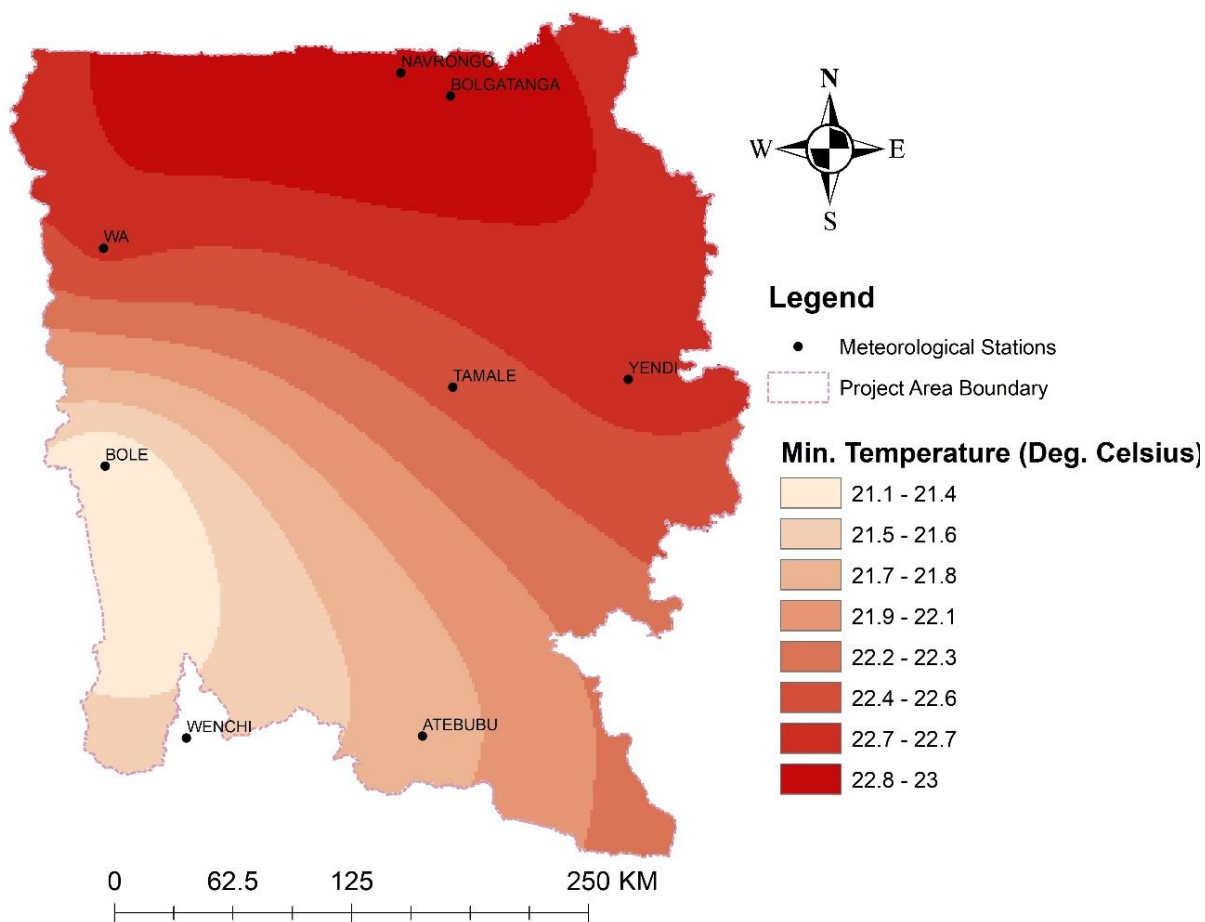 NAVRONGO
BOLGATANGA
N
W E
S
WA
Legend
Meteorological Stations
Project Area Boundary
YENDI
TAMALE
Min. Temperature (Deg. Celsius)
BOLE
21.1 - 21.4
21.5 - 21.6
21.7 - 21.8
21.9 - 22.1
22.2 - 22.3
22.4 - 22.6
22.7 - 22.7
22.8 - 23
WENCHI
ATEBUBU
0 62.5 125 250 KM